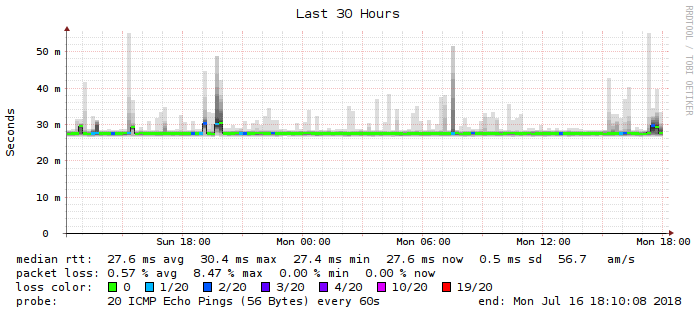 Last 30 Hours
RRDTOOL / TOBI OETIKER
Seconds
50 m
40 m
30 m
20 m
10 m
0
Sun 18:00 Mon 00:00 Mon 06:00 Mon 12:00 Mon 18:00
median rtt: 27.6 ms avg 30.4 ms max 27.4 ms min 27.6 ms now 0.5 ms sd 56.7 am/s
packet loss: 0.57 % avg 8.47 % max 0.00 % min 0.00 % now
loss color: 0 1/20 2/20 3/20 4/20 10/20 19/20
probe: 20 ICMP Echo Pings (56 Bytes) every 60s end: Mon Jul 16 18:10:08 2018